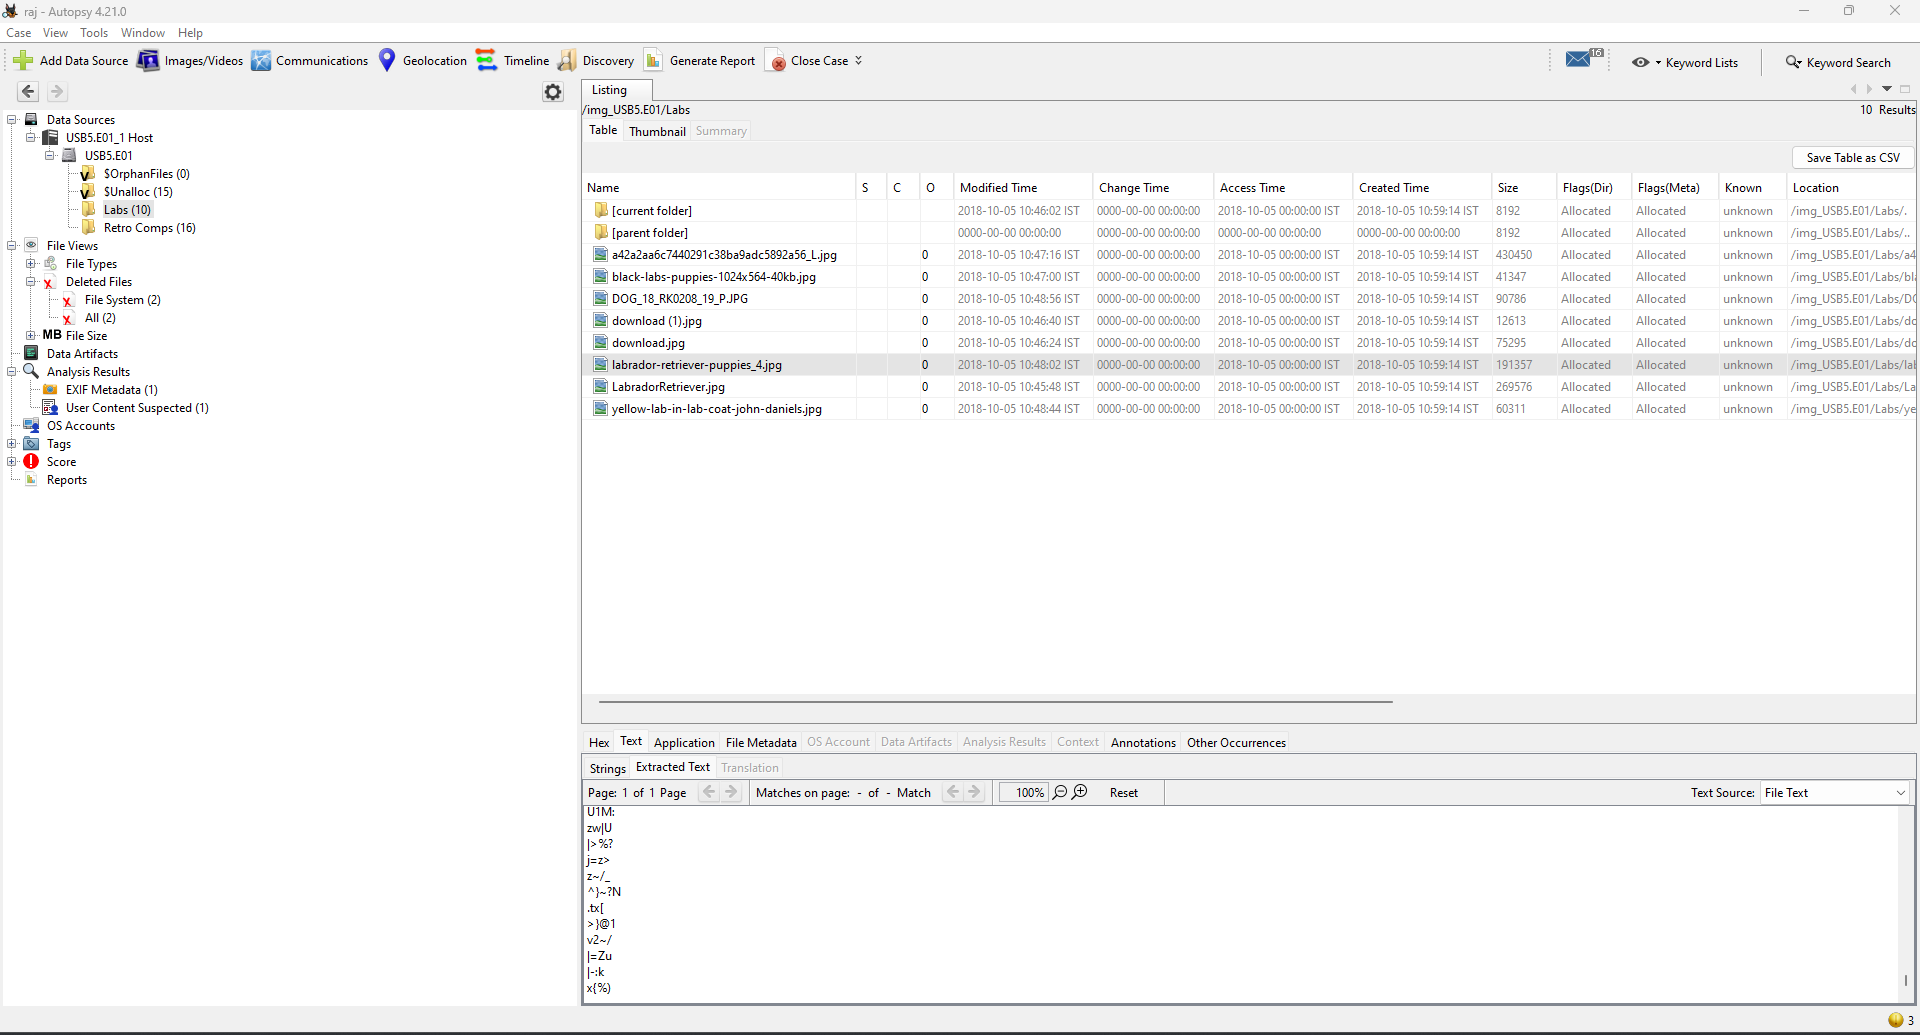 raj - Autopsy 4.21.0
Case View Tools Window Help
Add Data Source Images/Videos Communications Geolocation Timeline Discovery Generate Report Close Case 16 Keyword Lists Keyword Search
Data Sources
USB5.E01_1 Host
USB5.E01
$OrphanFiles (0)
$Unalloc (15)
Labs (10)
Retro Comps (16)
File Views
File Types
Deleted Files
File System (2)
All (2)
MB File Size
Data Artifacts
Analysis Results
EXIF Metadata (1)
User Content Suspected (1)
OS Accounts
Tags
Score
Reports
Listing
/img_USB5.E01/Labs 10 Results
Table Thumbnail Summary
Save Table as CSV
Name S C O Modified Time Change Time Access Time Created Time Size Flags(Dir) Flags(Meta) Known Location
[current folder] 2018-10-05 10:46:02 IST 0000-00-00 00:00:00 2018-10-05 00:00:00 IST 2018-10-05 10:59:14 IST 8192 Allocated Allocated unknown /img_USB5.E01/Labs/.
[parent folder] 0000-00-00 00:00:00 0000-00-00 00:00:00 0000-00-00 00:00:00 0000-00-00 00:00:00 8192 Allocated Allocated unknown /img_USB5.E01/Labs/..
a42a2aa6c7440291c38ba9adc5892a56_L.jpg 0 2018-10-05 10:47:16 IST 0000-00-00 00:00:00 2018-10-05 00:00:00 IST 2018-10-05 10:59:14 IST 430450 Allocated Allocated unknown /img_USB5.E01/Labs/a4
black-labs-puppies-1024x564-40kb.jpg 0 2018-10-05 10:47:00 IST 0000-00-00 00:00:00 2018-10-05 00:00:00 IST 2018-10-05 10:59:14 IST 41347 Allocated Allocated unknown /img_USB5.E01/Labs/bla
DOG_18_RK0208_19_P.JPG 0 2018-10-05 10:48:56 IST 0000-00-00 00:00:00 2018-10-05 00:00:00 IST 2018-10-05 10:59:14 IST 90786 Allocated Allocated unknown /img_USB5.E01/Labs/DO
download (1).jpg 0 2018-10-05 10:46:40 IST 0000-00-00 00:00:00 2018-10-05 00:00:00 IST 2018-10-05 10:59:14 IST 12613 Allocated Allocated unknown /img_USB5.E01/Labs/do
download.jpg 0 2018-10-05 10:46:24 IST 0000-00-00 00:00:00 2018-10-05 00:00:00 IST 2018-10-05 10:59:14 IST 75295 Allocated Allocated unknown /img_USB5.E01/Labs/do
labrador-retriever-puppies_4.jpg 0 2018-10-05 10:48:02 IST 0000-00-00 00:00:00 2018-10-05 00:00:00 IST 2018-10-05 10:59:14 IST 191357 Allocated Allocated unknown /img_USB5.E01/Labs/lab
LabradorRetriever.jpg 0 2018-10-05 10:45:48 IST 0000-00-00 00:00:00 2018-10-05 00:00:00 IST 2018-10-05 10:59:14 IST 269576 Allocated Allocated unknown /img_USB5.E01/Labs/La
yellow-lab-in-lab-coat-john-daniels.jpg 0 2018-10-05 10:48:44 IST 0000-00-00 00:00:00 2018-10-05 00:00:00 IST 2018-10-05 10:59:14 IST 60311 Allocated Allocated unknown /img_USB5.E01/Labs/ye
Hex Text Application File Metadata OS Account Data Artifacts Analysis Results Context Annotations Other Occurrences
Strings Extracted Text Translation
Page: 1 of 1 Page Matches on page: - of - Match 100% Reset Text Source: File Text
U1M:
zw|U
|>%?
j=z>
z~/_
^}~?N
.tx[
>}@1
v2~/
|=Zu
|-:k
x{%)
3